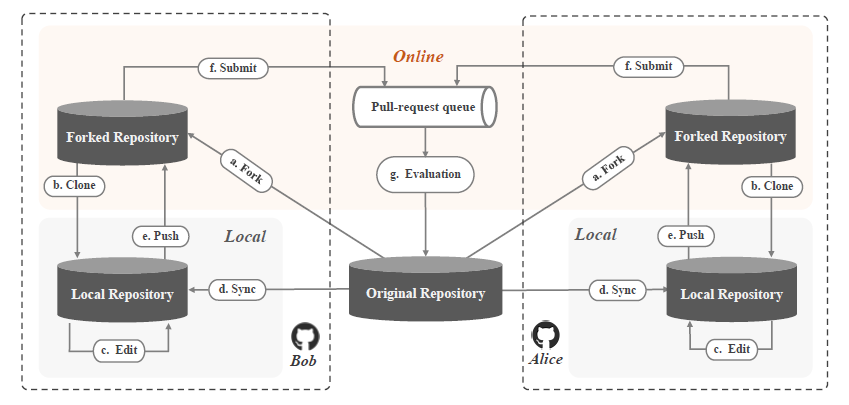 Online
f. Submit
f. Submit
Pull-request queue
Forked Repository
Forked Repository
a. Fork
a. Fork
g. Evaluation
b. Clone
b. Clone
e. Push
e. Push
Local
Local
Local Repository
d. Sync
Original Repository
d. Sync
Local Repository
c. Edit
c. Edit
Bob
Alice